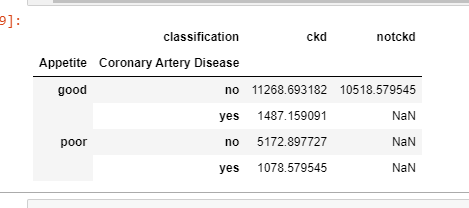 9]:
classification ckd notckd
Appetite Coronary Artery Disease
good no 11268.693182 10518.579545
yes 1487.159091 NaN
poor no 5172.897727 NaN
yes 1078.579545 NaN